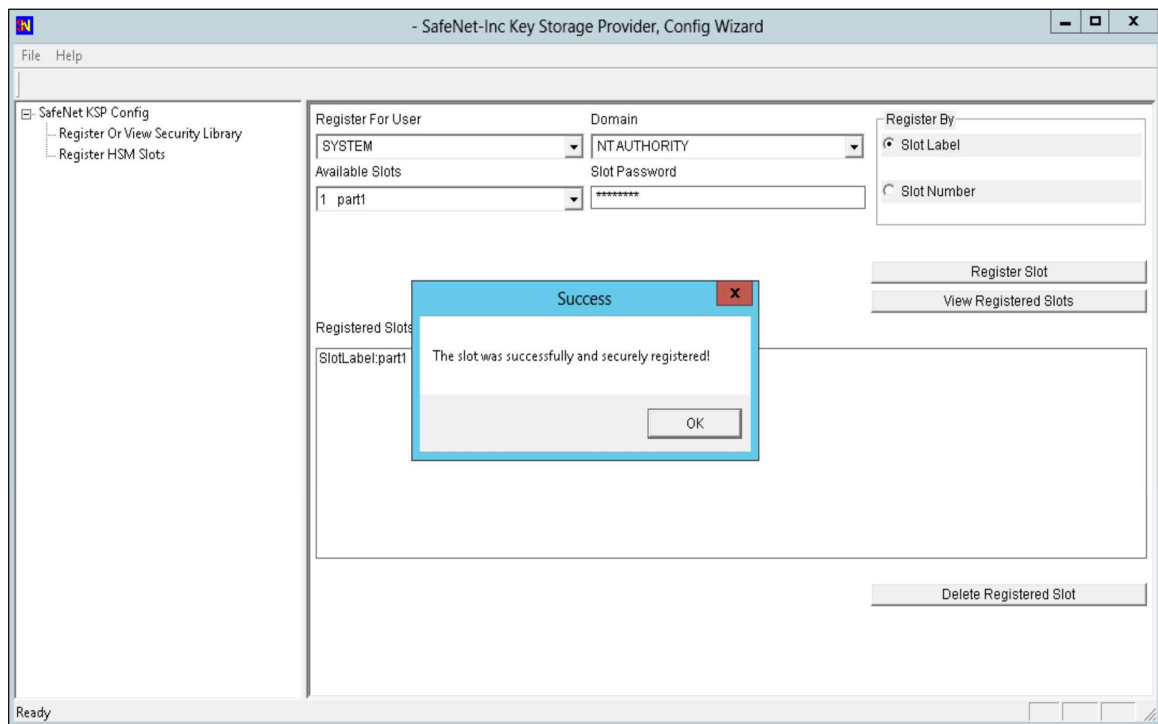 - SafeNet-Inc Key Storage Provider, Config Wizard
File Help
SafeNet KSP Config
Register Or View Security Library
Register HSM Slots
Register For User
Domain
SYSTEM
NT AUTHORITY
Available Slots
Slot Password
1 part1
********
Register By
Slot Label
Slot Number
Register Slot
View Registered Slots
Registered Slots
SlotLabel:part1
Success
x
The slot was successfully and securely registered!
OK
Delete Registered Slot
Ready